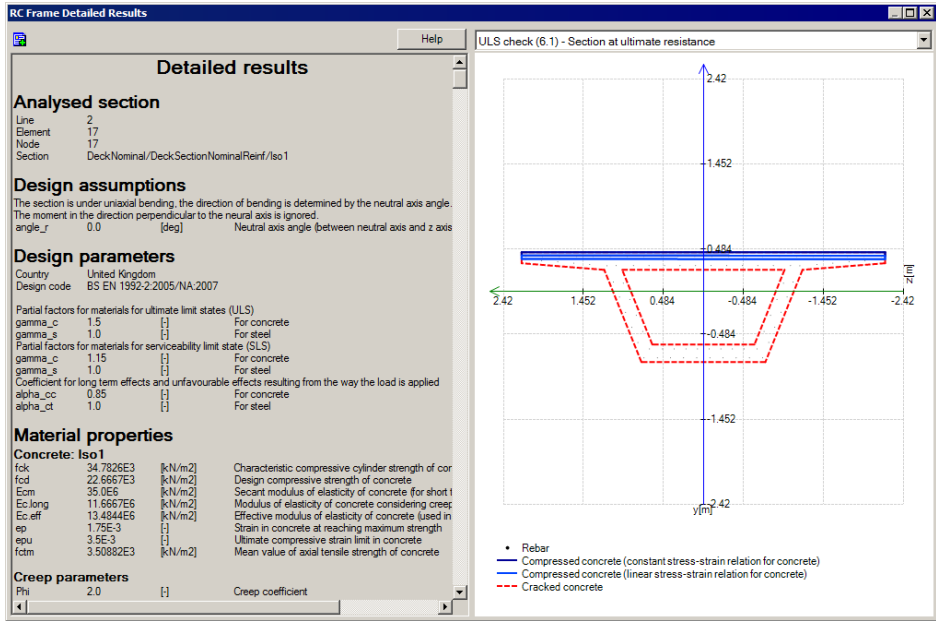 RC Frame Detailed Results
Help
ULS check (6.1) - Section at ultimate resistance
Detailed results
Analysed section
Line 2
Element 17
Node 17
Section DeckNominal/DeckSectionNominalReinf/Iso1
Design assumptions
The section is under uniaxial bending, the direction of bending is determined by the neutral axis angle.
The moment in the direction perpendicular to the neural axis is ignored.
angle_r 0.0 [deg] Neutral axis angle (between neutral axis and z axis
Design parameters
Country United Kingdom
Design code BS EN 1992-2:2005/NA:2007
Partial factors for materials for ultimate limit states (ULS)
gamma_c 1.5 [-] For concrete
gamma_s 1.0 [-] For steel
Partial factors for materials for serviceability limit state (SLS)
gamma_c 1.15 [-] For concrete
gamma_s 1.0 [-] For steel
Coefficient for long term effects and unfavourable effects resulting from the way the load is applied
alpha_cc 0.85 [-] For concrete
alpha_ct 1.0 [-] For steel
Material properties
Concrete: Iso1
fck 34.7826E3 [kN/m2] Characteristic compressive cylinder strength of cor
fcd 22.6667E3 [kN/m2] Design compressive strength of concrete
Ecm 35.0E6 [kN/m2] Secant modulus of elasticity of concrete (for short t
Ec.long 11.6667E6 [kN/m2] Modulus of elasticity of concrete considering creep
Ec.eff 13.4844E6 [kN/m2] Effective modulus of elasticity of concrete (used in
ep 1.75E-3 [-] Strain in concrete at reaching maximum strength
epu 3.5E-3 [-] Ultimate compressive strain limit in concrete
fctm 3.50882E3 [kN/m2] Mean value of axial tensile strength of concrete
Creep parameters
Phi 2.0 [-] Creep coefficient
2.42
1.452
0.484
z[m]
2.42 1.452 0.484 -0.484 -1.452 -2.42
-0.484
-1.452
-2.42
y[m]
Rebar
Compressed concrete (constant stress-strain relation for concrete)
Compressed concrete (linear stress-strain relation for concrete)
Cracked concrete